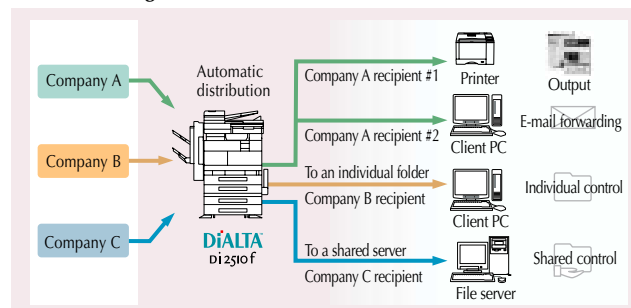 Company A
Company B
Company C
Automatic
distribution
DiALTA
Di2510f
Company A recipient #1
Company A recipient #2
To an individual folder
Company B recipient
To a shared server
Company C recipient
Printer
Output
Client PC
E-mail forwarding
Client PC
Individual control
File server
Shared control